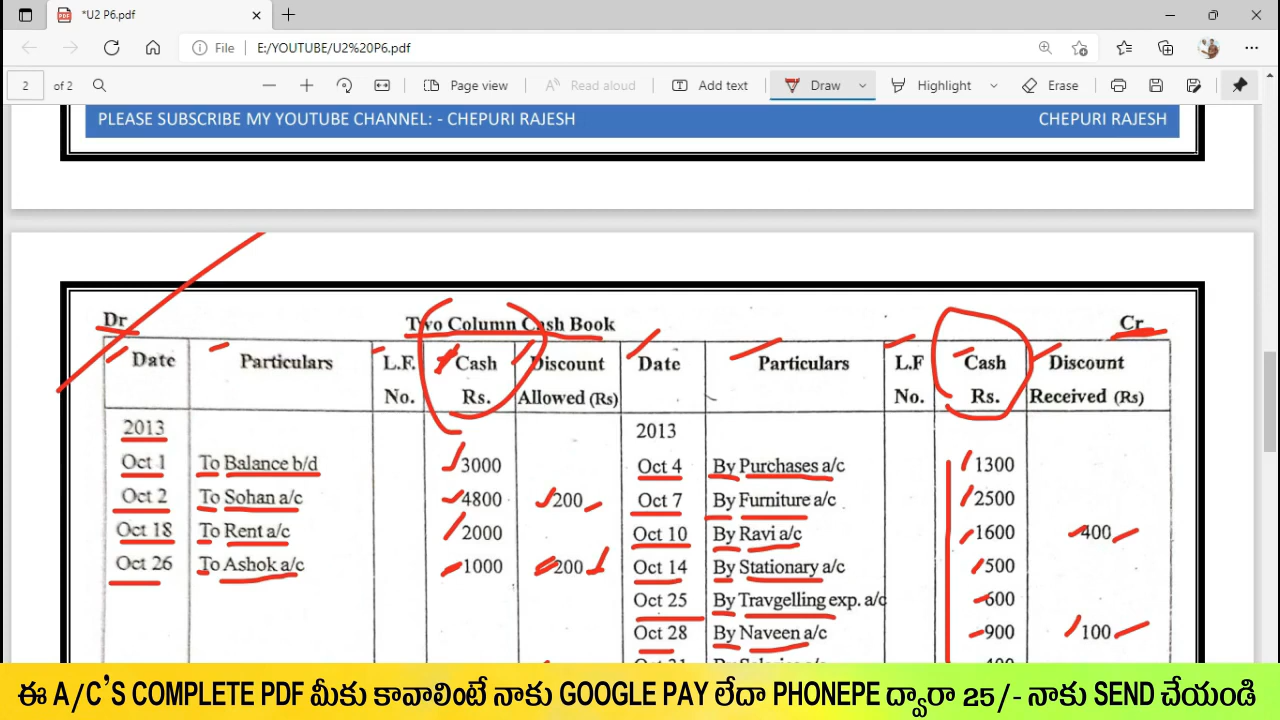 *U2 P6.pdf
File E:/YOUTUBE/U2%20P6.pdf
2 of 2 Page view Read aloud Add text Draw Highlight Erase
PLEASE SUBSCRIBE MY YOUTUBE CHANNEL: - CHEPURI RAJESH CHEPURI RAJESH
Dr Two Column Cash Book Cr
Date Particulars L.F. Cash Discount Date Particulars L.F Cash Discount
No. Rs. Allowed (Rs) No. Rs. Received (Rs)
2013 2013
Oct 1 To Balance b/d 3000 Oct 4 By Purchases a/c 1300
Oct 2 To Sohan a/c 4800 200 Oct 7 By Furniture a/c 2500
Oct 18 To Rent a/c 2000 Oct 10 By Ravi a/c 1600 400
Oct 26 To Ashok a/c 1000 200 Oct 14 By Stationary a/c 500
Oct 25 By Travgelling exp. a/c 600
Oct 28 By Naveen a/c 900 100
ఈ A/C'S COMPLETE PDF మీకు కావాలింటే నాకు GOOGLE PAY లేదా PHONEPE ద్వారా 25/- నాకు SEND చేయండి